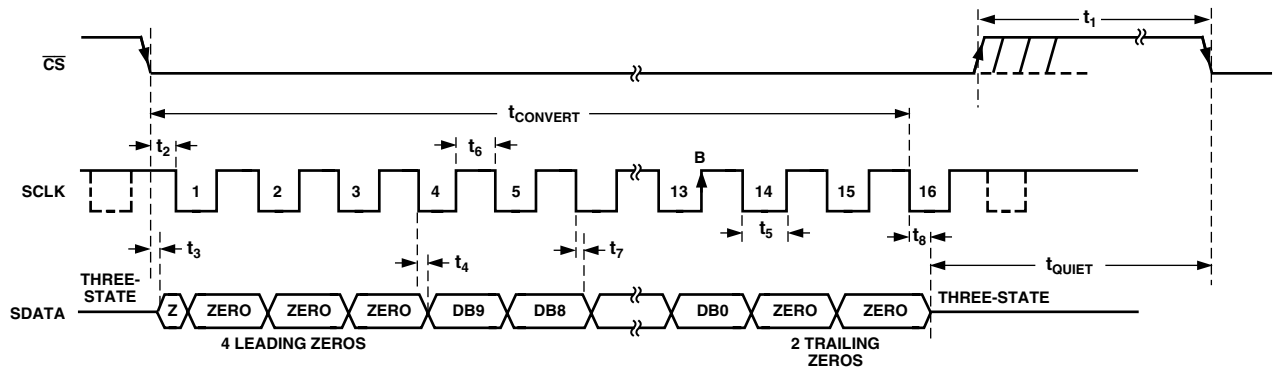 t1
CS
tCONVERT
t2
t6
B
SCLK
1
2
3
4
5
13
14
15
16
t3
t4
t7
t5
t8
tQUIET
THREE-
STATE
THREE-STATE
SDATA
Z
ZERO
ZERO
ZERO
DB9
DB8
DB0
ZERO
ZERO
4 LEADING ZEROS
2 TRAILING
ZEROS